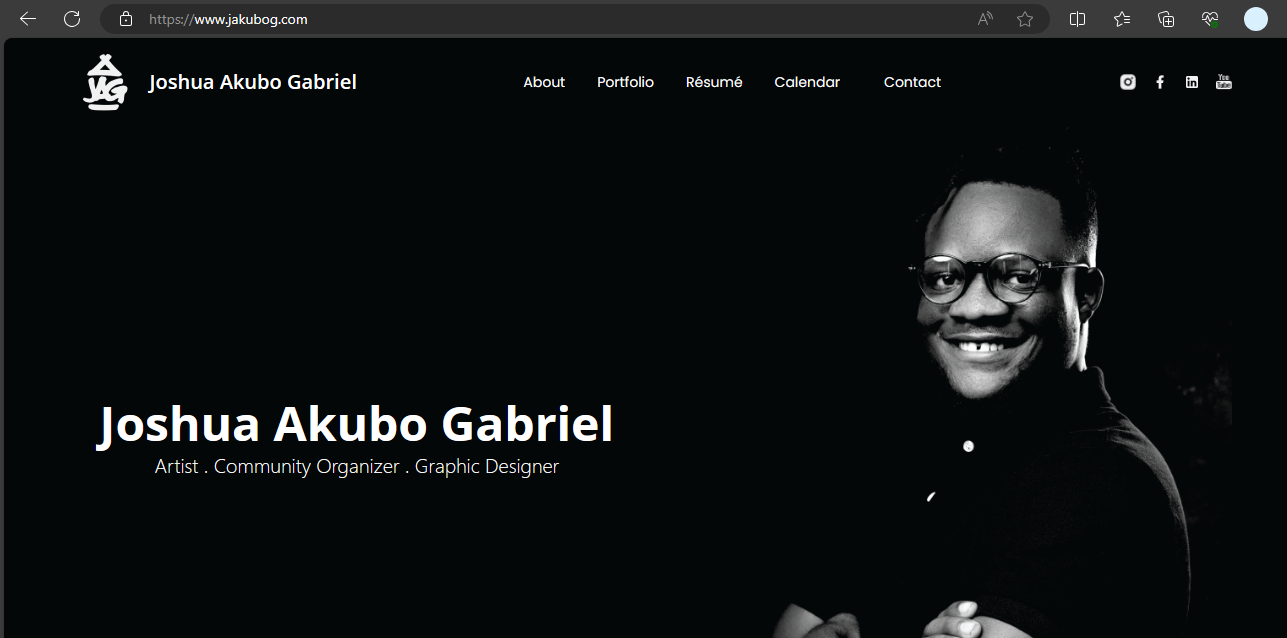 https://www.jakubog.com
JAG
Joshua Akubo Gabriel
About Portfolio Résumé Calendar Contact
You Tube
Joshua Akubo Gabriel
Artist . Community Organizer . Graphic Designer